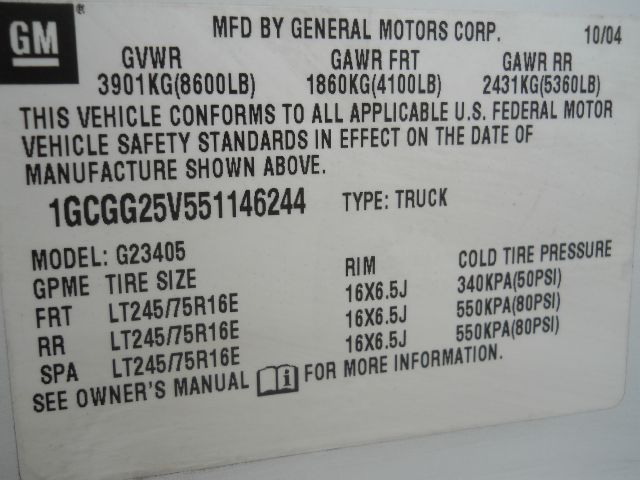 GM
MFD BY GENERAL MOTORS CORP. 10/04
GVWR GAWR FRT GAWR RR
3901KG(8600LB) 1860KG(4100LB) 2431KG(5360LB)
THIS VEHICLE CONFORMS TO ALL APPLICABLE U.S. FEDERAL MOTOR
VEHICLE SAFETY STANDARDS IN EFFECT ON THE DATE OF
MANUFACTURE SHOWN ABOVE.
1GCGG25V551146244 TYPE: TRUCK
MODEL: G23405
GPME TIRE SIZE RIM COLD TIRE PRESSURE
FRT LT245/75R16E 16X6.5J 340KPA(50PSI)
RR LT245/75R16E 16X6.5J 550KPA(80PSI)
SPA LT245/75R16E 16X6.5J 550KPA(80PSI)
SEE OWNER'S MANUAL i FOR MORE INFORMATION.